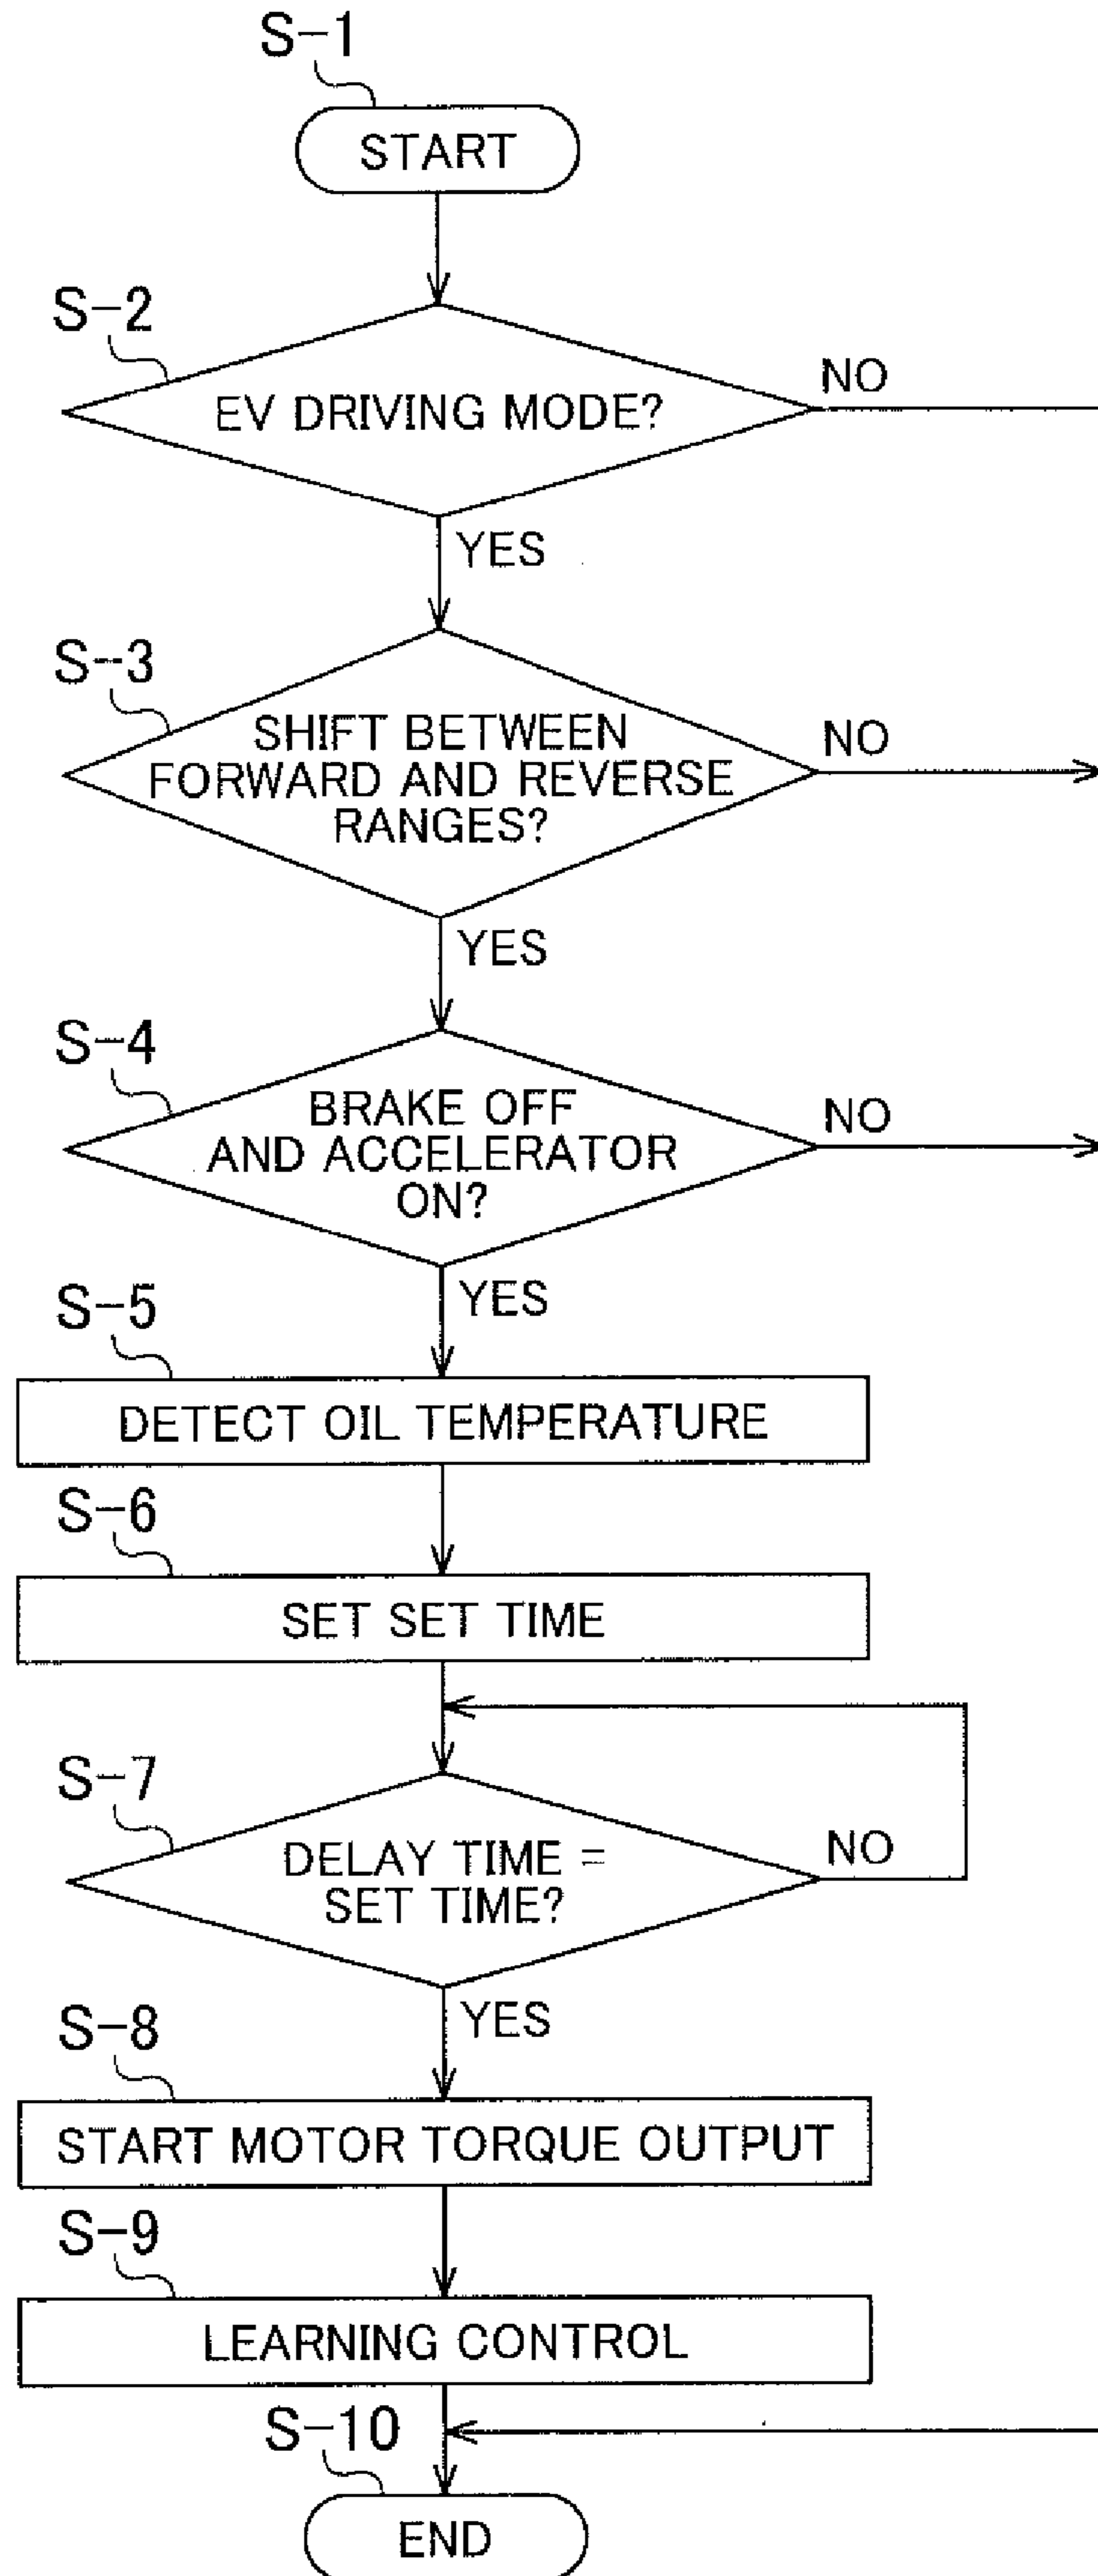 S-1
START
S-2
EV DRIVING MODE?
NO
YES
S-3
SHIFT BETWEEN
FORWARD AND REVERSE
RANGES?
NO
YES
S-4
BRAKE OFF
AND ACCELERATOR
ON?
NO
YES
S-5
DETECT OIL TEMPERATURE
S-6
SET SET TIME
S-7
DELAY TIME =
SET TIME?
NO
YES
S-8
START MOTOR TORQUE OUTPUT
S-9
LEARNING CONTROL
S-10
END